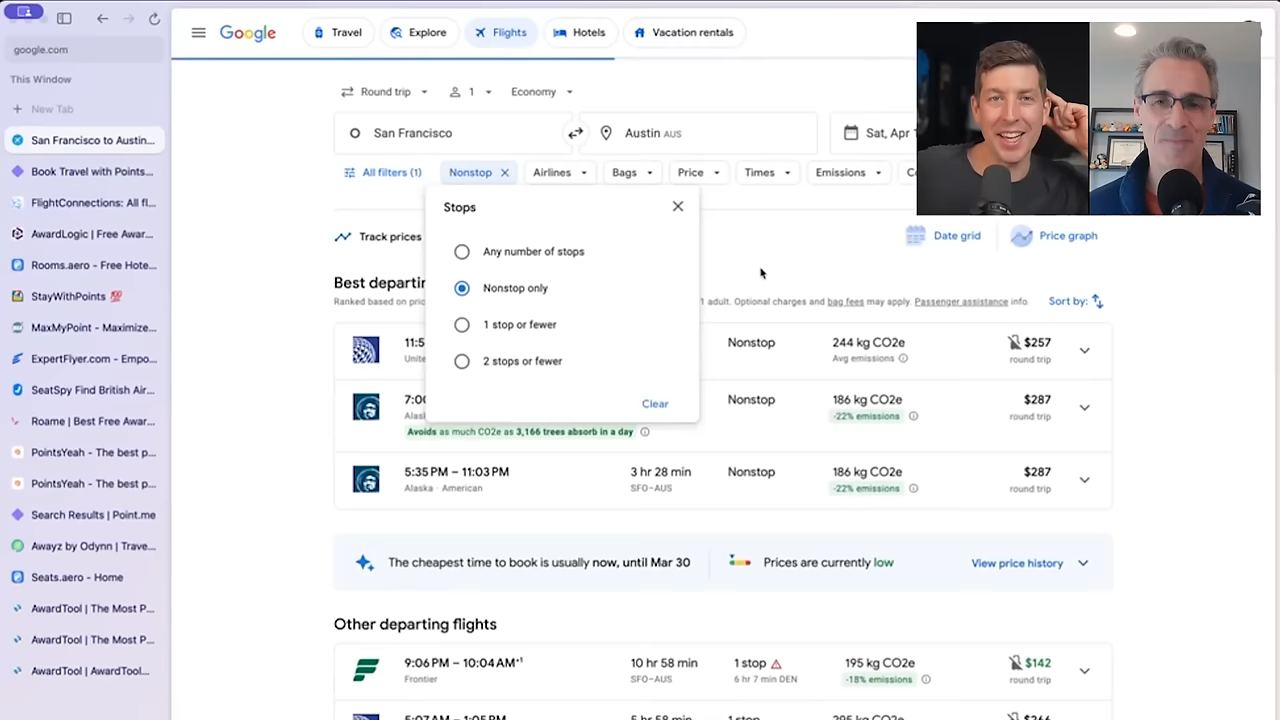 google.com
This Window
New Tab
San Francisco to Austin...
Book Travel with Points...
FlightConnections: All fl...
AwardLogic | Free Awar...
Rooms.aero - Free Hote...
StayWithPoints 💯
MaxMyPoint - Maximize...
ExpertFlyer.com - Empo...
SeatSpy Find British Air...
Roame | Best Free Awar...
PointsYeah - The best p...
PointsYeah - The best p...
Search Results | Point.me
Awayz by Odynn | Trave...
Seats.aero - Home
AwardTool | The Most P...
AwardTool | The Most P...
AwardTool | AwardTool...
Google Travel Explore Flights Hotels Vacation rentals
Round trip 1 Economy
San Francisco Austin AUS Sat, Apr
All filters (1) Nonstop Airlines Bags Price Times Emissions
Stops
Any number of stops
Nonstop only
1 stop or fewer
2 stops or fewer
Clear
Track prices Date grid Price graph
Best
Ranked based on 1 adult. Optional charges and bag fees may apply. Passenger assistance info. Sort by:
Nonstop 244 kg CO2e $257
Avg emissions round trip
Nonstop 186 kg CO2e $287
-22% emissions round trip
Avoids as much CO2e as 3,166 trees absorb in a day
5:35 PM – 11:03 PM 3 hr 28 min Nonstop 186 kg CO2e $287
Alaska · American SFO–AUS -22% emissions round trip
The cheapest time to book is usually now, until Mar 30 Prices are currently low View price history
Other departing flights
9:06 PM – 10:04 AM+1 10 hr 58 min 1 stop 195 kg CO2e $142
Frontier SFO–AUS 6 hr 7 min DEN -18% emissions round trip